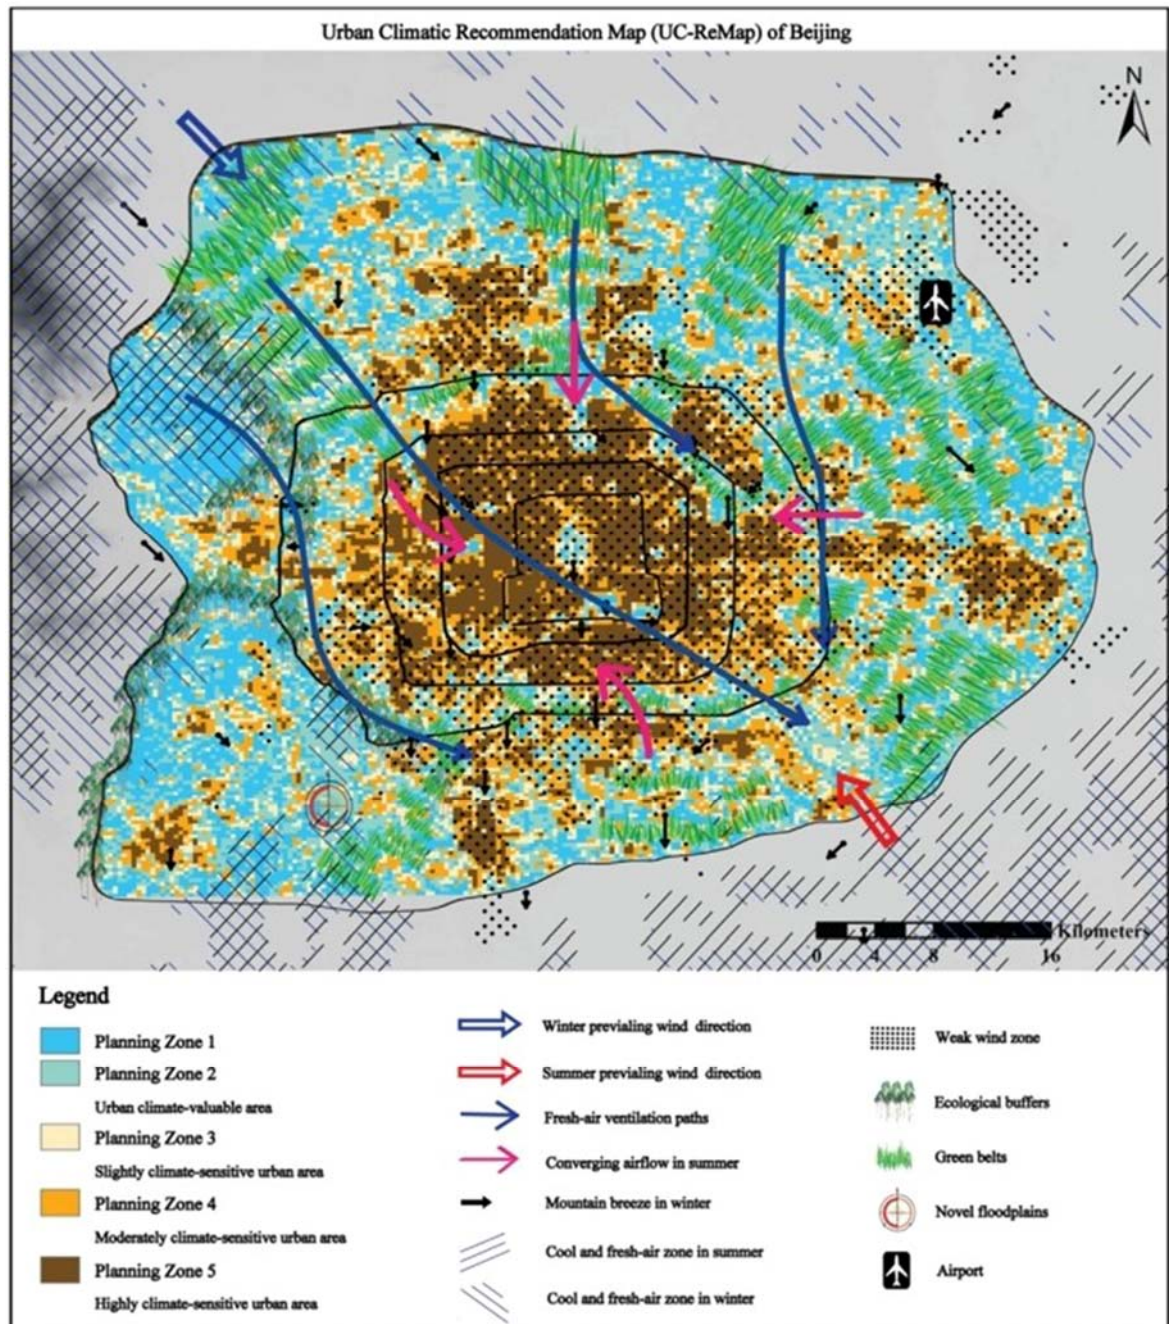 Urban Climatic Recommendation Map (UC-ReMap) of Beijing
N
Kilometers
0 4 8 16
Legend
Planning Zone 1
Planning Zone 2
Urban climate-valuable area
Planning Zone 3
Slightly climate-sensitive urban area
Planning Zone 4
Moderately climate-sensitive urban area
Planning Zone 5
Highly climate-sensitive urban area
Winter previaling wind direction
Summer previaling wind direction
Fresh-air ventilation paths
Converging airflow in summer
Mountain breeze in winter
Cool and fresh-air zone in summer
Cool and fresh-air zone in winter
Weak wind zone
Ecological buffers
Green belts
Novel floodplains
Airport